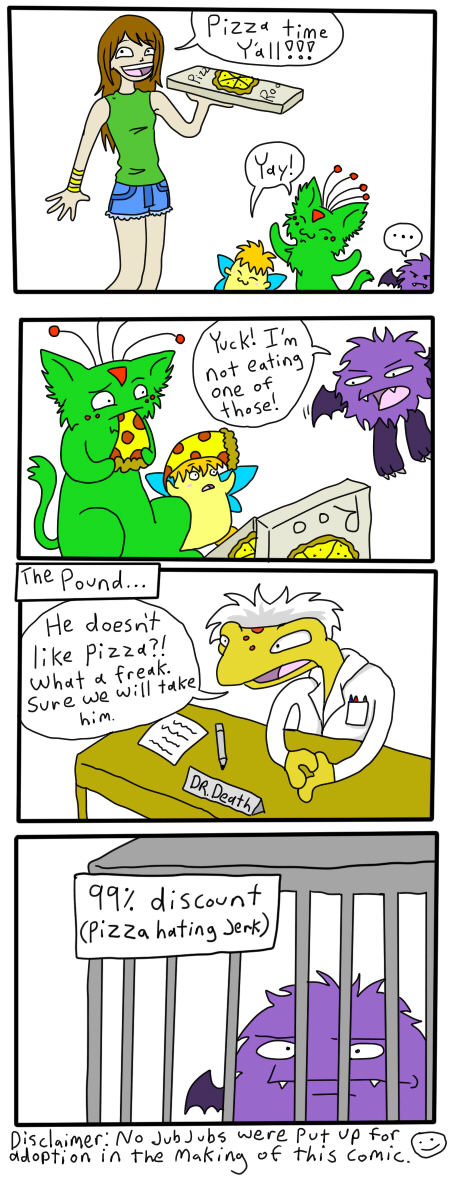 Pizza time
Y'all!!!
Yay!
...
Yuck! I'm
not eating
one of
those!
The Pound...
He doesn't
like Pizza?!
What a freak.
Sure we will take
him.
DR. Death
99% discount
(Pizza hating Jerk)
Disclaimer: No JubJubs were put up for
adoption in the making of this comic.